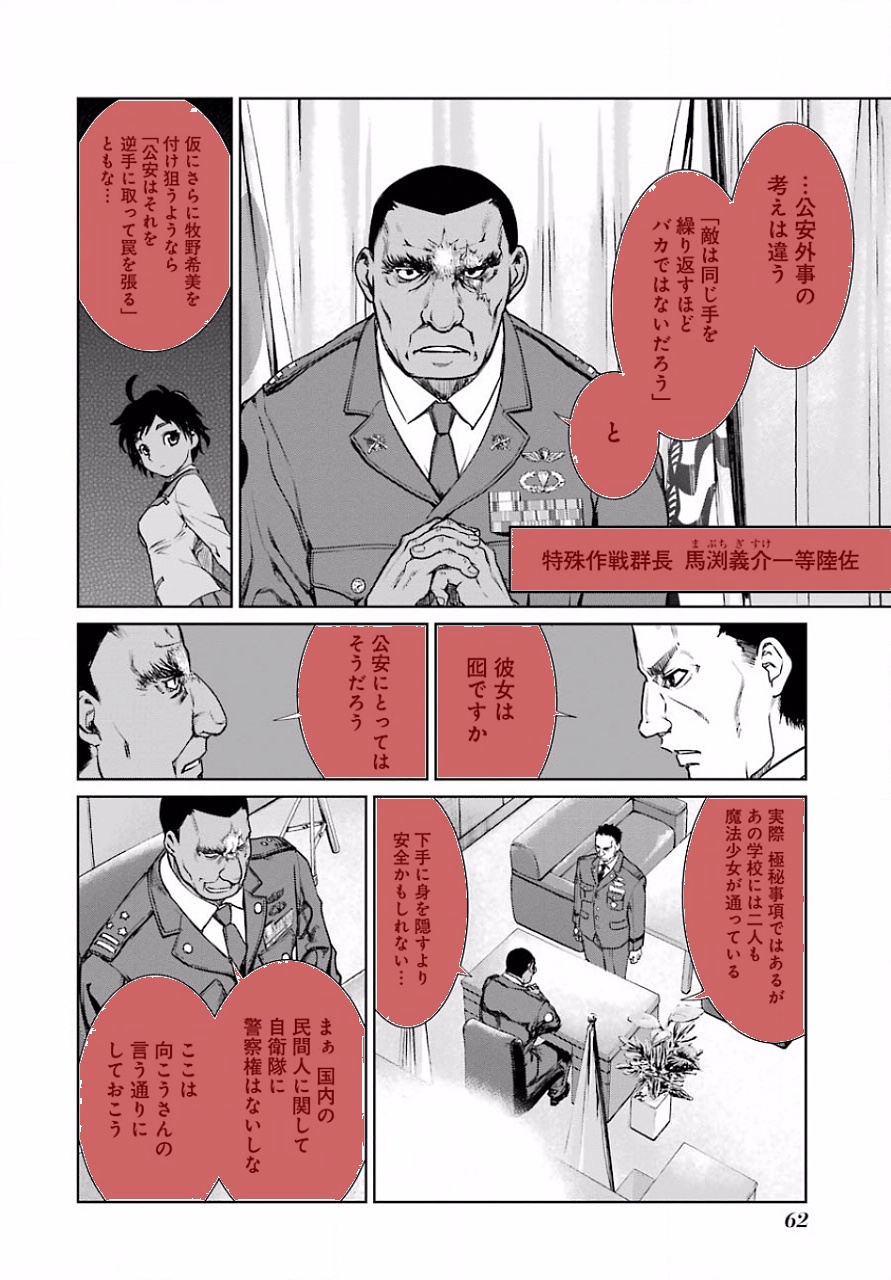 …公安外事の
考えは違う
「敵は同じ手を
繰り返すほど
バカではないだろう」
と
まぶちぎすけ
特殊作戦群長 馬渕義介一等陸佐
仮にさらに牧野希美を
付け狙うようなら
「公安はそれを
逆手に取って罠を張る」
ともな…
彼女は
囮ですか
公安にとっては
そうだろう
実際 極秘事項ではあるが
あの学校には二人も
魔法少女が通っている
下手に身を隠すより
安全かもしれない…
まぁ 国内の
民間人に関して
自衛隊に
警察権はないしな
ここは
向こうさんの
言う通りに
しておこう
62